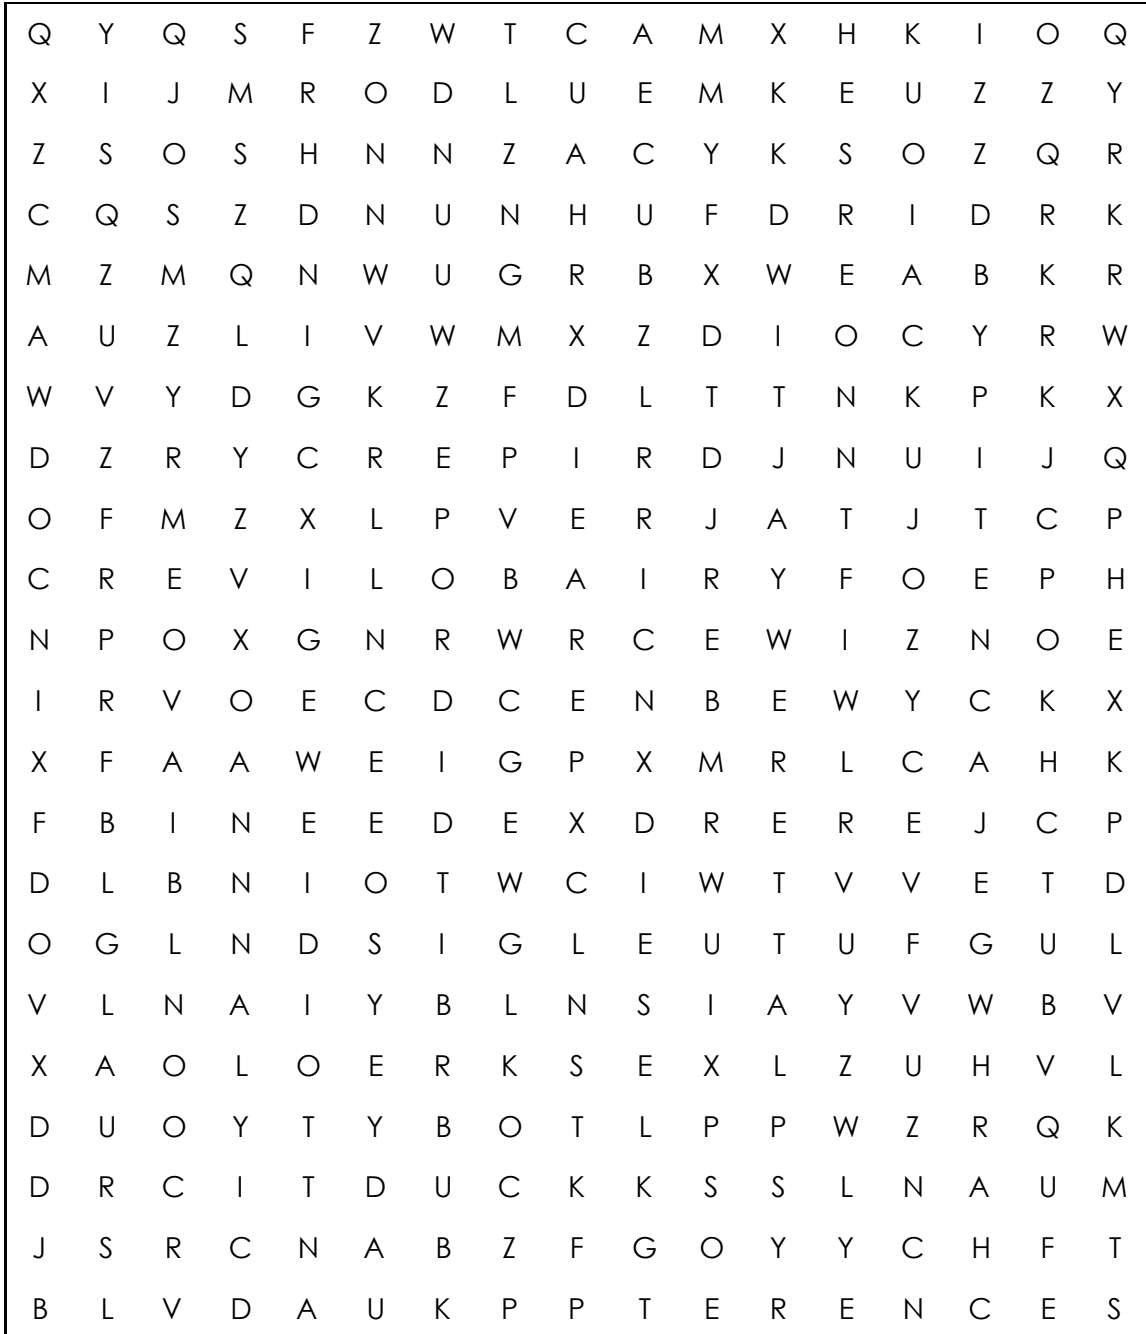 Q Y Q S F Z W T C A M X H K I O Q
X I J M R O D L U E M K E U Z Z Y
Z S O S H N N Z A C Y K S O Z Q R
C Q S Z D N U N H U F D R I D R K
M Z M Q N W U G R B X W E A B K R
A U Z L I V W M X Z D I O C Y R W
W V Y D G K Z F D L T T N K P K X
D Z R Y C R E P I R D J N U I J Q
O F M Z X L P V E R J A T J T C P
C R E V I L O B A I R Y F O E P H
N P O X G N R W R C E W I Z N O E
I R V O E C D C E N B E W Y C K X
X F A A W E I G P X M R L C A H K
F B I N E E D E X D R E R E J C P
D L B N I O T W C I W T V V E T D
O G L N D S I G L E U T U F G U L
V L N A I Y B L N S I A Y V W B V
X A O L O E R K S E X L Z U H V L
D U O Y T Y B O T L P P W Z R Q K
D R C I T D U C K K S S L N A U M
J S R C N A B Z F G O Y Y C H F T
B L V D A U K P P T E R E N C E S